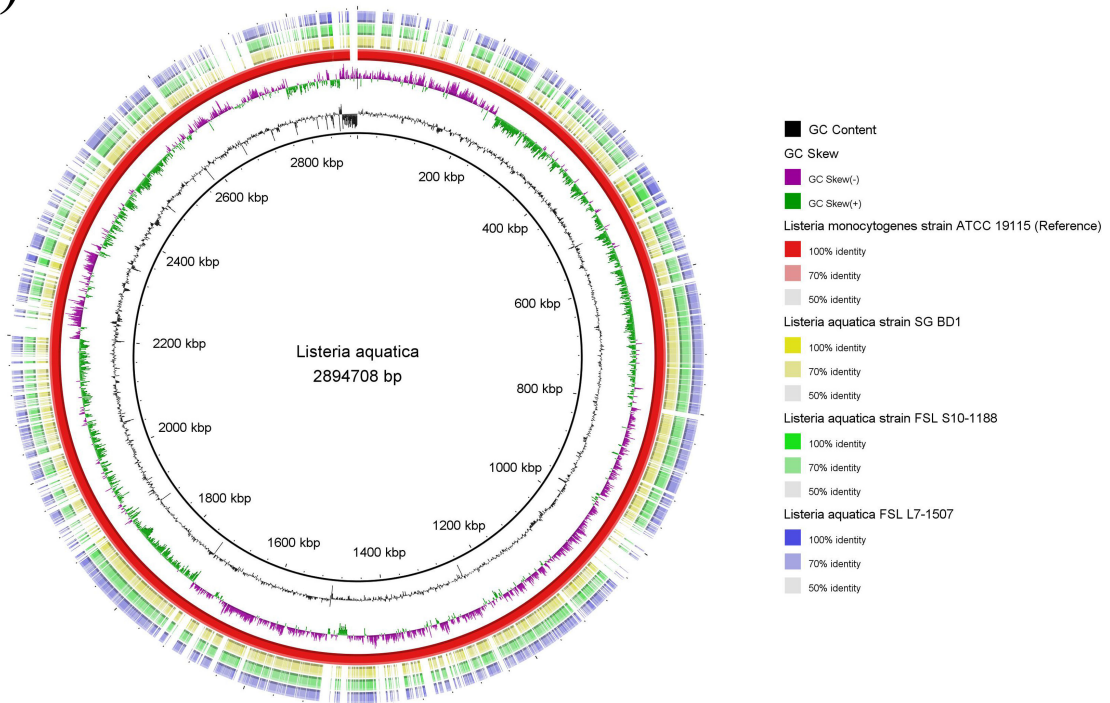 )
2800 kbp
200 kbp
2600 kbp
400 kbp
2400 kbp
600 kbp
2200 kbp
Listeria aquatica
2894708 bp
800 kbp
2000 kbp
1000 kbp
1800 kbp
1200 kbp
1600 kbp
1400 kbp
GC Content
GC Skew
GC Skew(-)
GC Skew(+)
Listeria monocytogenes strain ATCC 19115 (Reference)
100% identity
70% identity
50% identity
Listeria aquatica strain SG BD1
100% identity
70% identity
50% identity
Listeria aquatica strain FSL S10-1188
100% identity
70% identity
50% identity
Listeria aquatica FSL L7-1507
100% identity
70% identity
50% identity